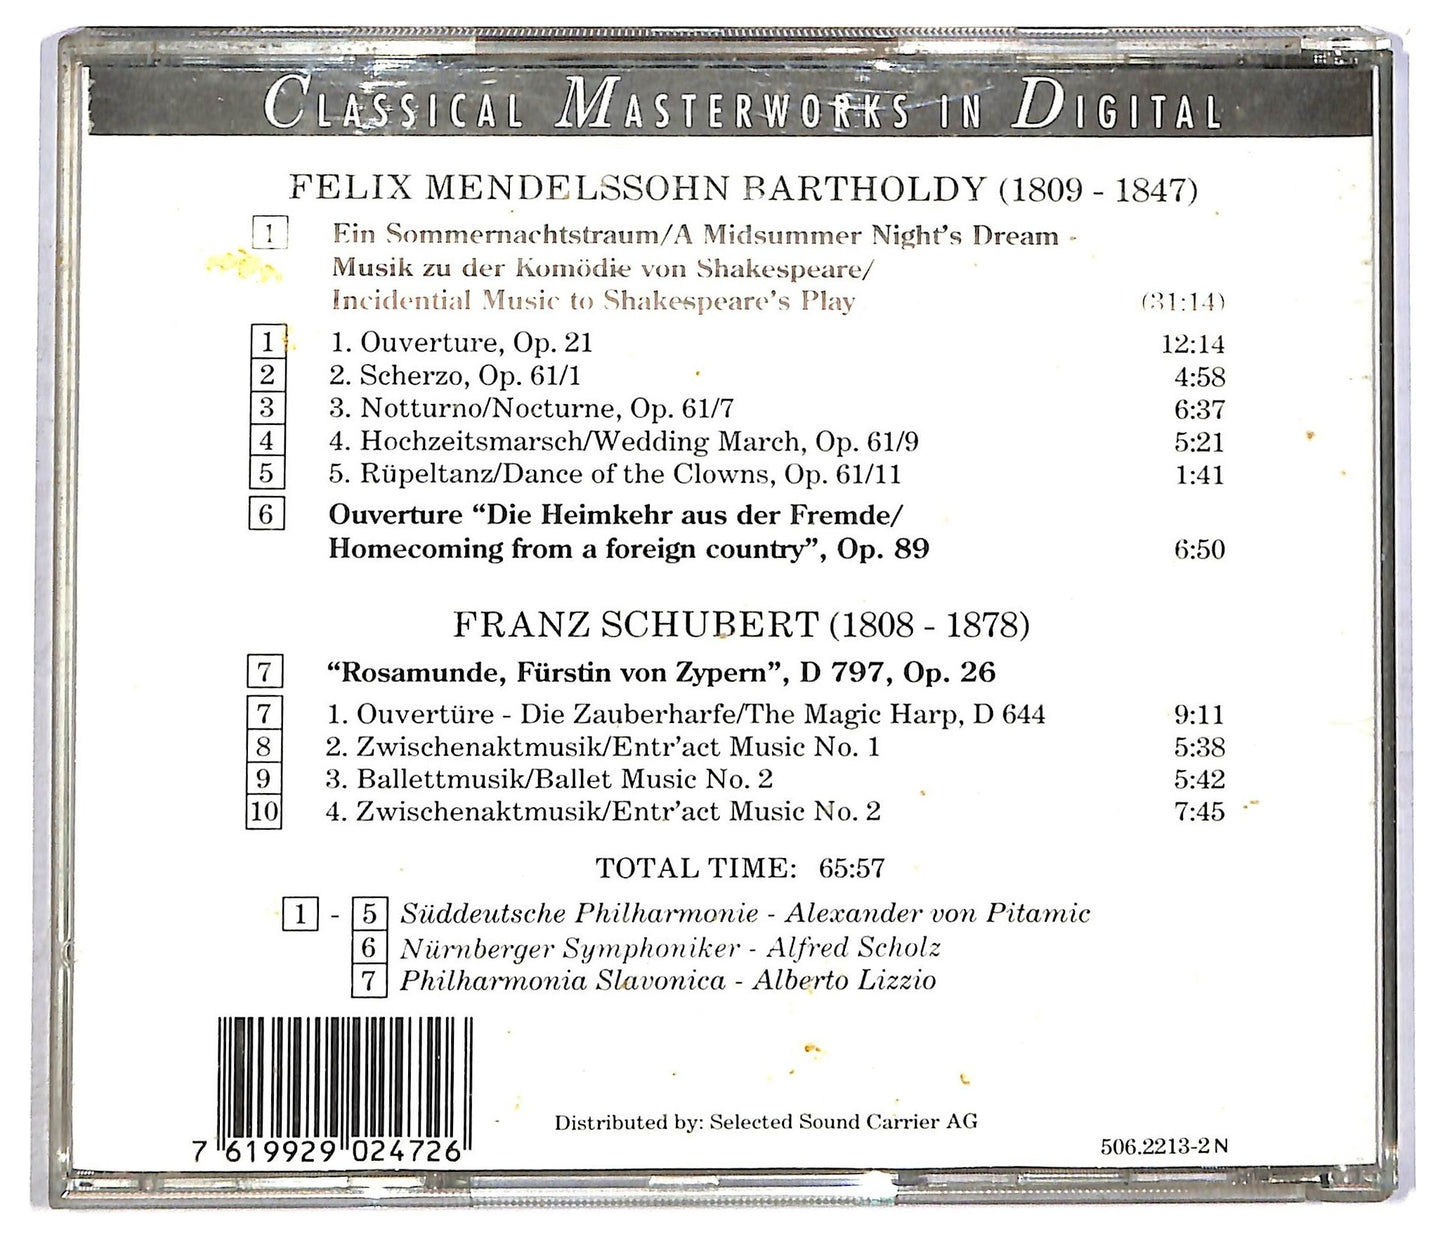 CLASSICAL MASTERWORKS IN DIGITAL
FELIX MENDELSSOHN BARTHOLDY (1809 - 1847)
1 Ein Sommernachtstraum/A Midsummer Night's Dream -
Musik zu der Komödie von Shakespeare/
Incidential Music to Shakespeare's Play (31:14)
1 1. Ouverture, Op. 21 12:14
2 2. Scherzo, Op. 61/1 4:58
3 3. Notturno/Nocturne, Op. 61/7 6:37
4 4. Hochzeitsmarsch/Wedding March, Op. 61/9 5:21
5 5. Rüpeltanz/Dance of the Clowns, Op. 61/11 1:41
6 Ouverture “Die Heimkehr aus der Fremde/
Homecoming from a foreign country”, Op. 89 6:50
FRANZ SCHUBERT (1808 - 1878)
7 “Rosamunde, Fürstin von Zypern”, D 797, Op. 26
7 1. Ouvertüre - Die Zauberharfe/The Magic Harp, D 644 9:11
8 2. Zwischenaktmusik/Entr'act Music No. 1 5:38
9 3. Ballettmusik/Ballet Music No. 2 5:42
10 4. Zwischenaktmusik/Entr'act Music No. 2 7:45
TOTAL TIME: 65:57
1 - 5 Süddeutsche Philharmonie - Alexander von Pitamic
6 Nürnberger Symphoniker - Alfred Scholz
7 Philharmonia Slavonica - Alberto Lizzio
Distributed by: Selected Sound Carrier AG
7 619929 024726
506.2213-2 N